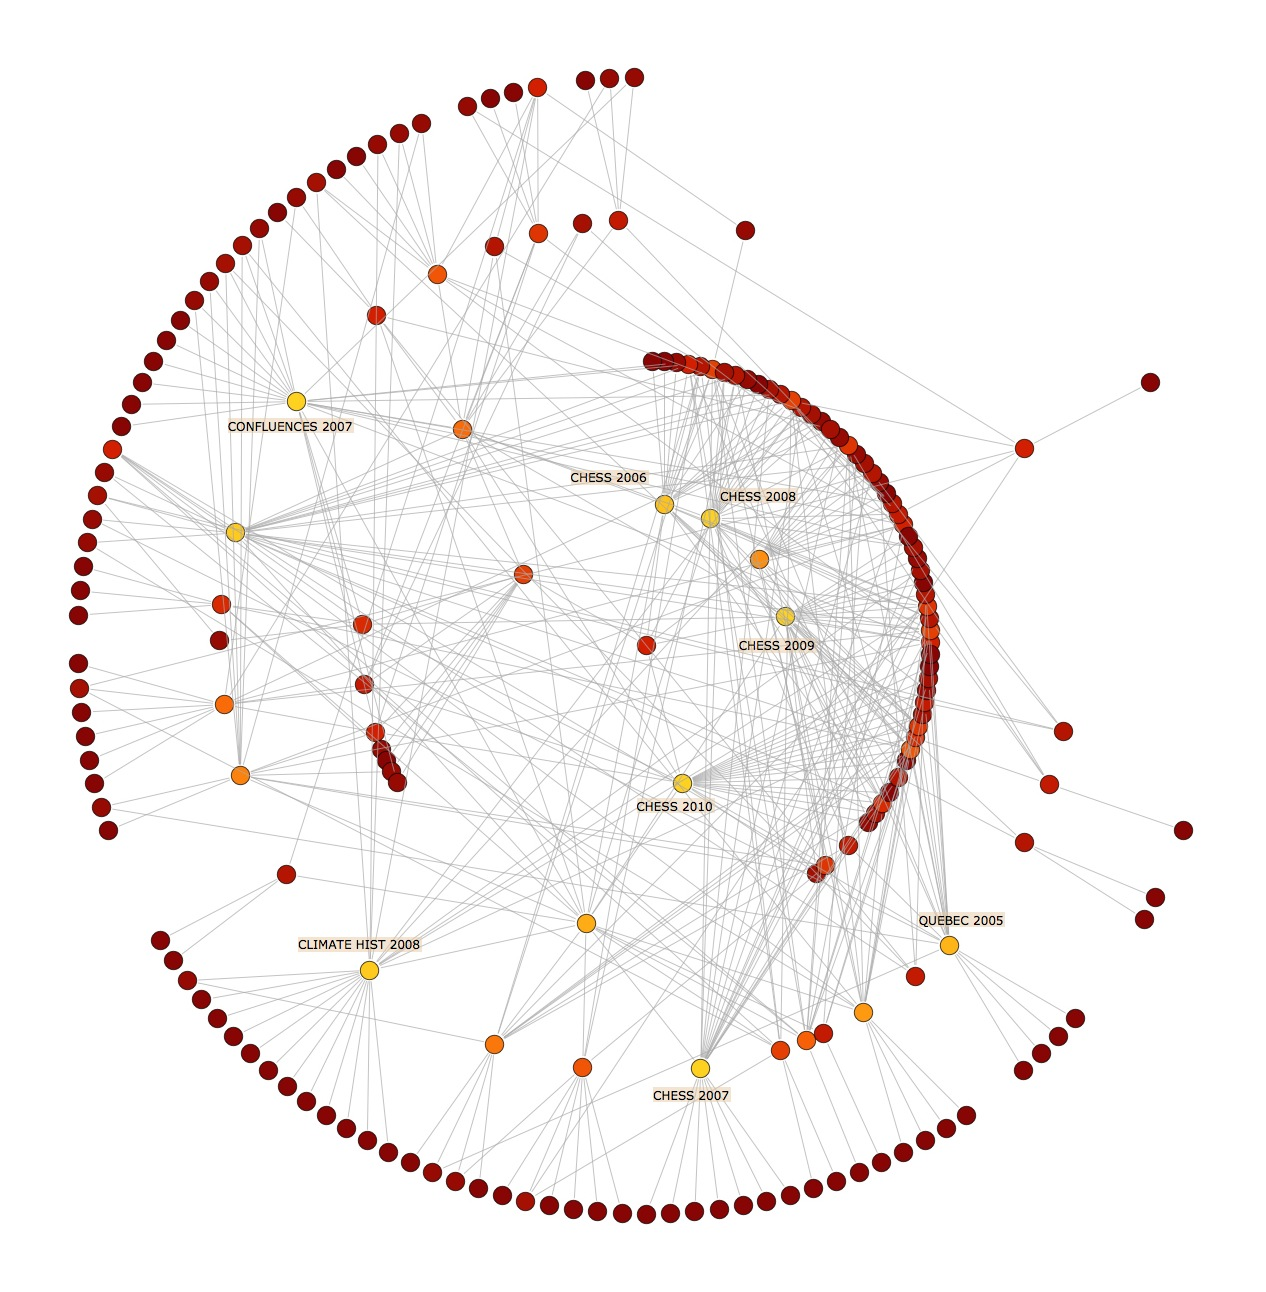 CONFLUENCES 2007
CHESS 2006
CHESS 2008
CHESS 2009
CHESS 2010
QUEBEC 2005
CLIMATE HIST 2008
CHESS 2007